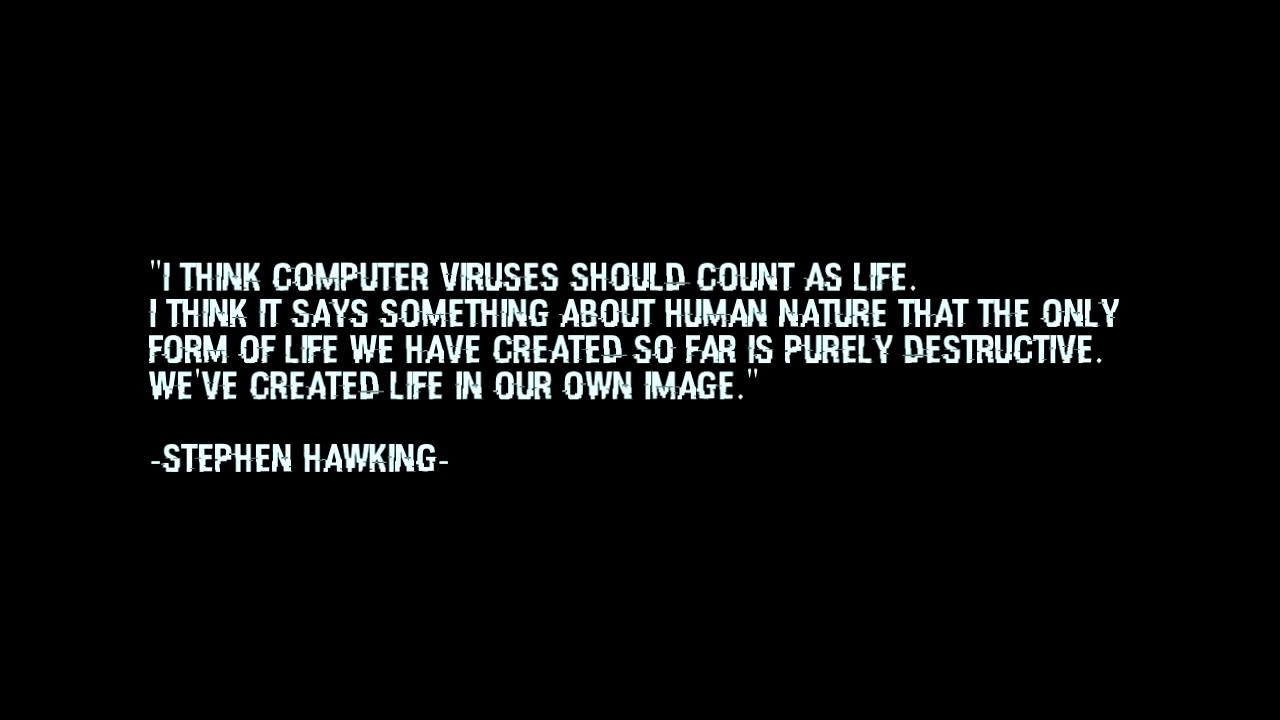 "I THINK COMPUTER VIRUSES SHOULD COUNT AS LIFE.
I THINK IT SAYS SOMETHING ABOUT HUMAN NATURE THAT THE ONLY
FORM OF LIFE WE HAVE CREATED SO FAR IS PURELY DESTRUCTIVE.
WE'VE CREATED LIFE IN OUR OWN IMAGE."
-STEPHEN HAWKING-